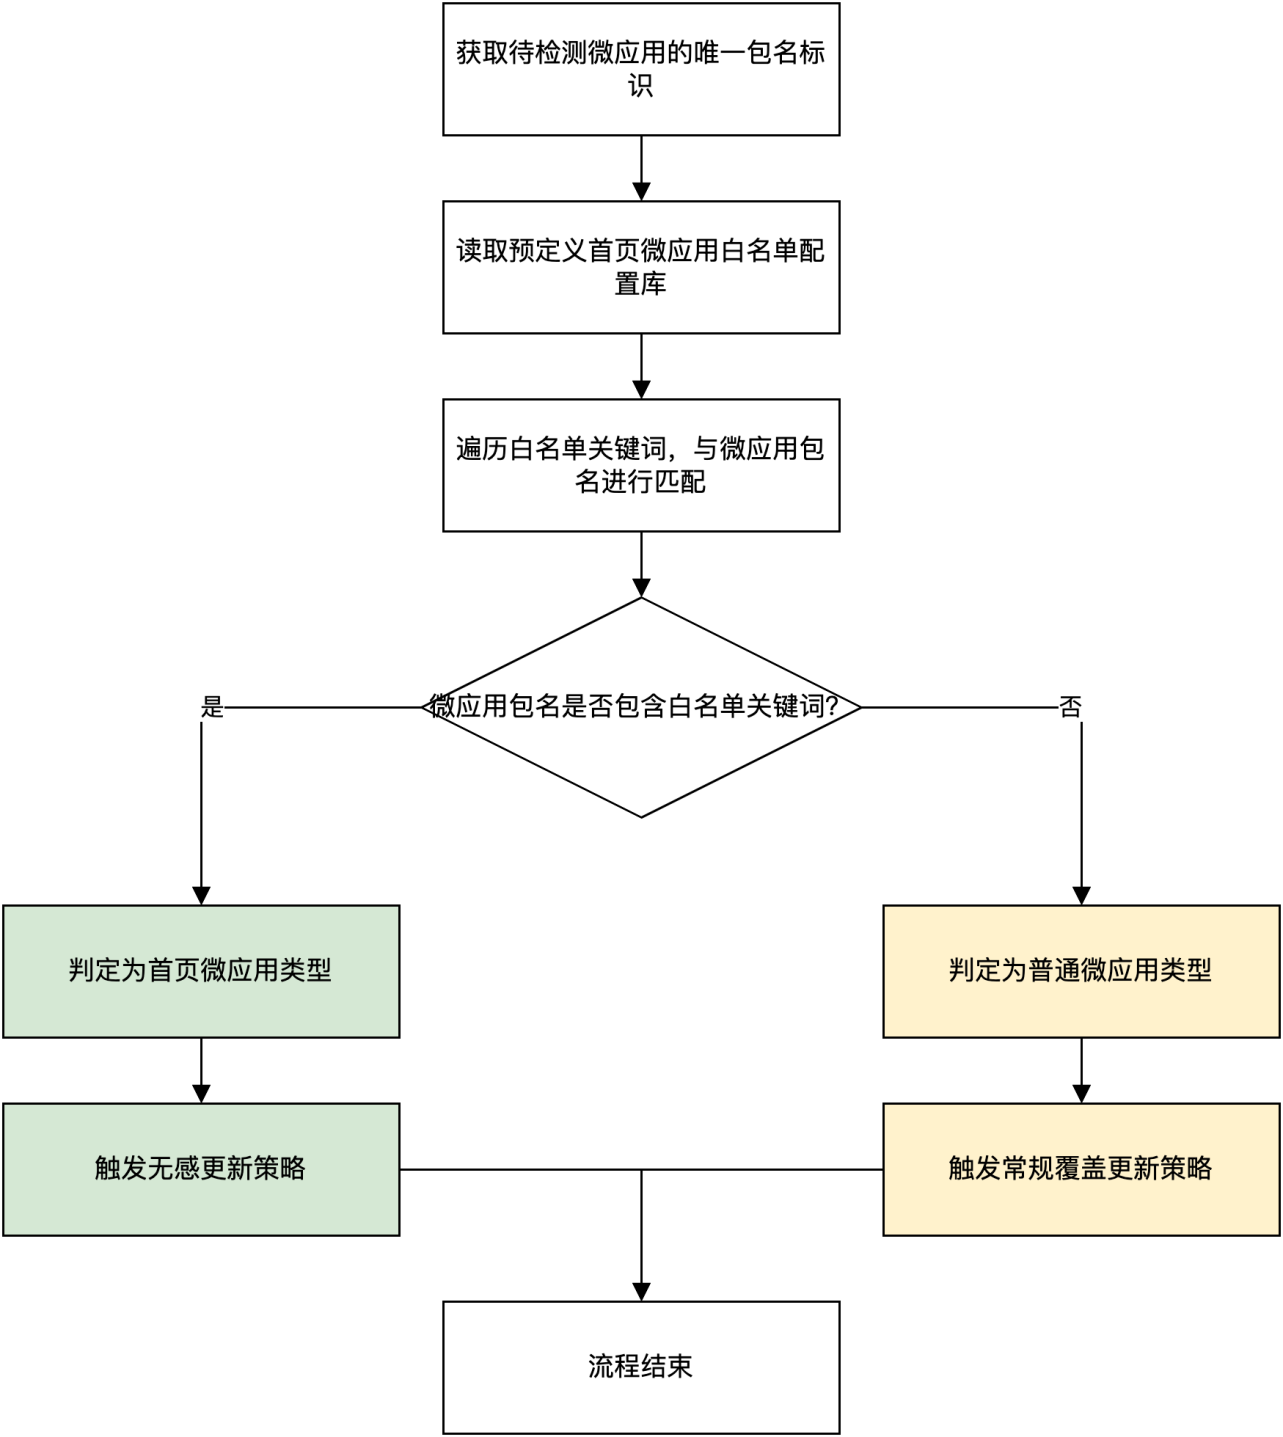 获取待检测微应用的唯一包名标
识
读取预定义首页微应用白名单配
置库
遍历白名单关键词，与微应用包
名进行匹配
微应用包名是否包含白名单关键词？
是
否
判定为首页微应用类型
判定为普通微应用类型
触发无感更新策略
触发常规覆盖更新策略
流程结束